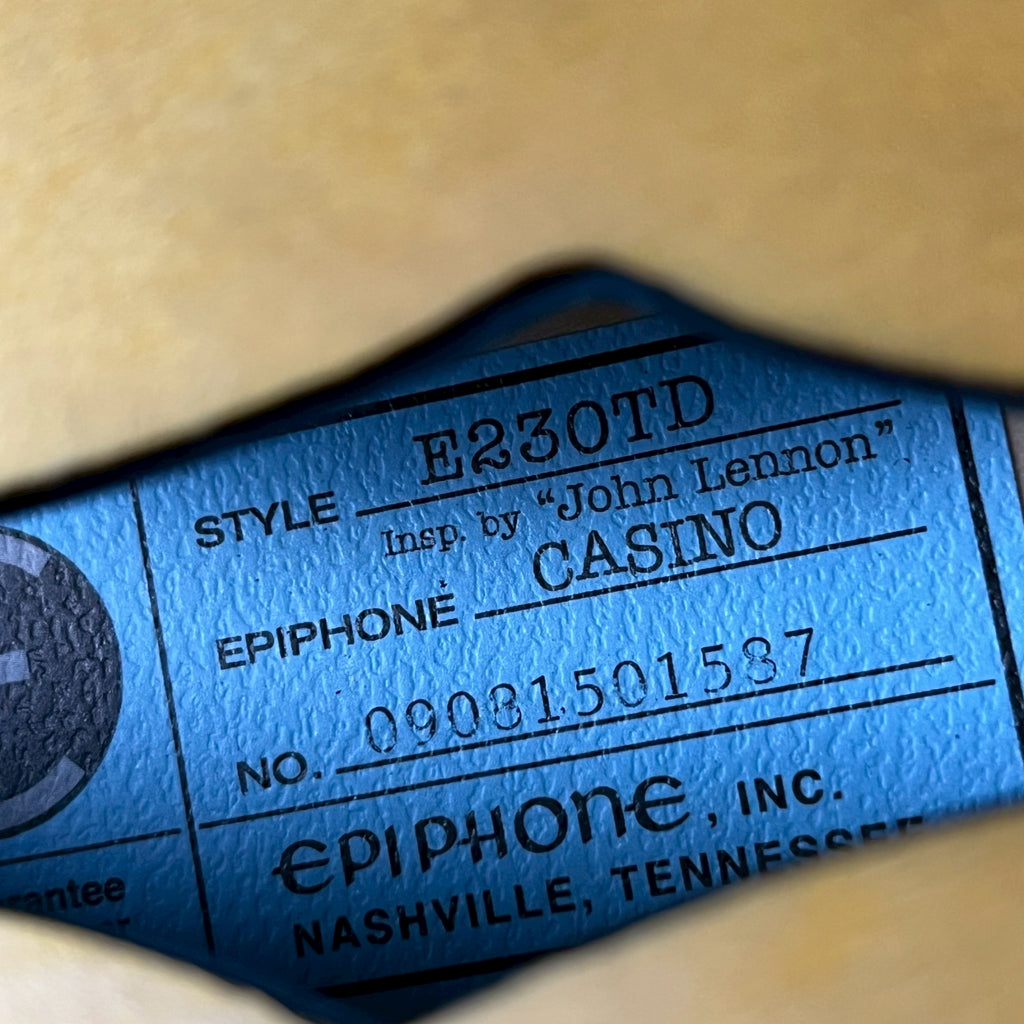 STYLE E230TD
Insp. by “John Lennon”
EPIPHONE CASINO
NO. 09081501587
EPIPHONE, INC.
NASHVILLE, TENNESSEE